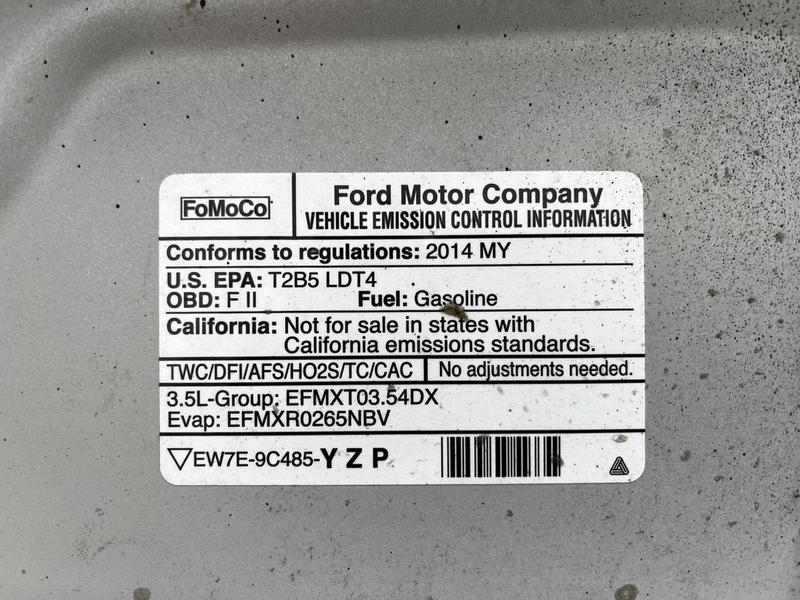 FoMoCo
Ford Motor Company
VEHICLE EMISSION CONTROL INFORMATION
Conforms to regulations: 2014 MY
U.S. EPA: T2B5 LDT4
OBD: F II Fuel: Gasoline
California: Not for sale in states with
California emissions standards.
TWC/DFI/AFS/HO2S/TC/CAC No adjustments needed.
3.5L-Group: EFMXT03.54DX
Evap: EFMXR0265NBV
▽EW7E-9C485-Y Z P